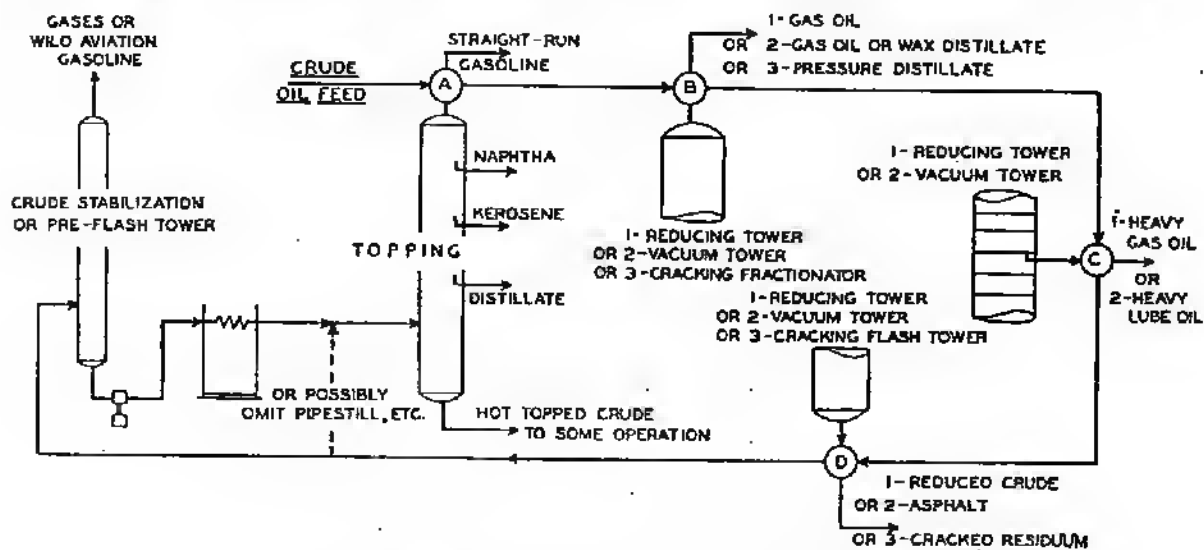 GASES OR
WILO AVIATION
GASOLINE
STRAIGHT-RUN
GASOLINE
CRUDE
OIL FEED
A
1- GAS OIL
OR 2-GAS OIL OR WAX DISTILLATE
OR 3-PRESSURE DISTILLATE
B
NAPHTHA
KEROSENE
DISTILLATE
CRUDE STABILIZATION
OR PRE-FLASH TOWER
TOPPING
1- REDUCING TOWER
OR 2-VACUUM TOWER
OR 3-CRACKING FRACTIONATOR
1- REDUCING TOWER
OR 2-VACUUM TOWER
C
1-HEAVY
GAS OIL
OR
2-HEAVY
LUBE OIL
1- REDUCING TOWER
OR 2-VACUUM TOWER
OR 3-CRACKING FLASH TOWER
OR POSSIBLY
OMIT PIPESTILL, ETC.
HOT TOPPED CRUDE
TO SOME OPERATION
D
1-REDUCED CRUDE
OR 2-ASPHALT
OR 3-CRACKED RESIDUUM